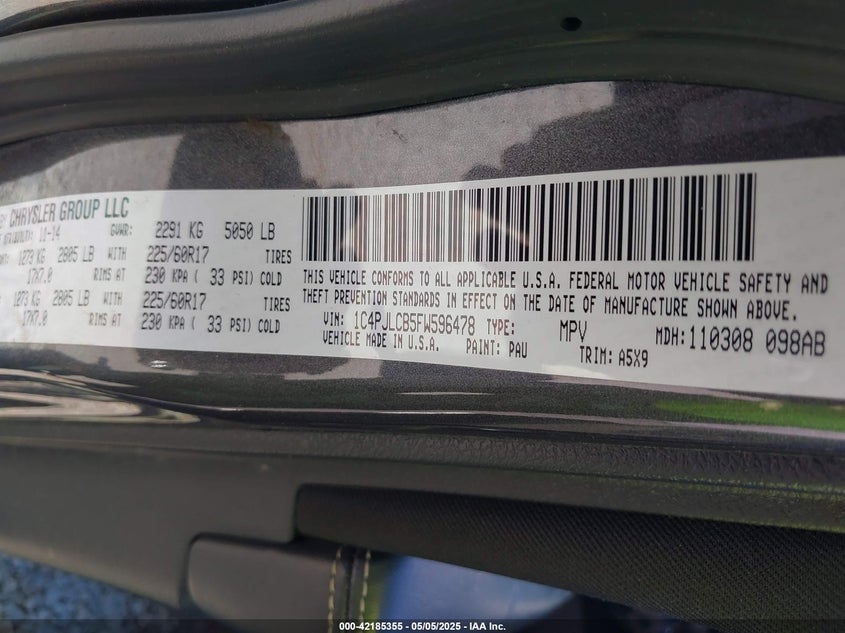 CHRYSLER GROUP LLC
11-14
GVWR: 2291 KG 5050 LB
1273 KG 2805 LB WITH 225/60R17 TIRES
17X7.0 RIMS AT 230 KPA ( 33 PSI) COLD
1273 KG 2805 LB WITH 225/60R17 TIRES
17X7.0 RIMS AT 230 KPA ( 33 PSI) COLD
THIS VEHICLE CONFORMS TO ALL APPLICABLE U.S.A. FEDERAL MOTOR VEHICLE SAFETY AND
THEFT PREVENTION STANDARDS IN EFFECT ON THE DATE OF MANUFACTURE SHOWN ABOVE.
VIN: 1C4PJLCB5FW596478 TYPE: MPV MDH: 110308 098AB
VEHICLE MADE IN U.S.A. PAINT: PAU TRIM: A5X9
000-42185355 - 05/05/2025 - IAA Inc.